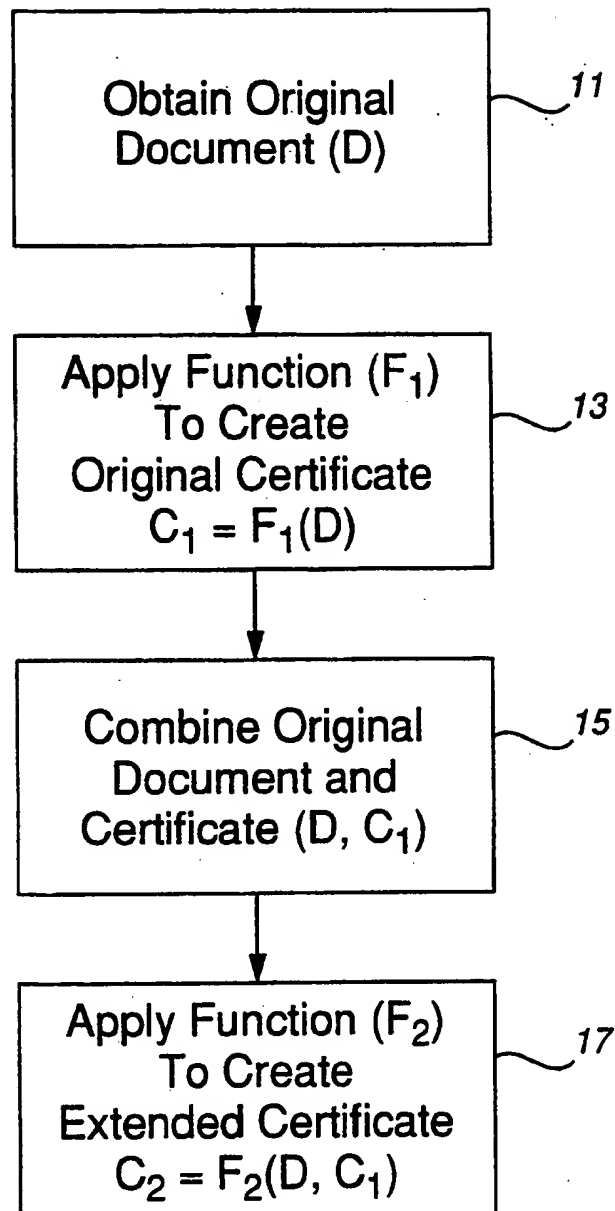 Obtain Original
Document (D)
11
Apply Function (F₁)
To Create
Original Certificate
C₁ = F₁(D)
13
Combine Original
Document and
Certificate (D, C₁)
15
Apply Function (F₂)
To Create
Extended Certificate
C₂ = F₂(D, C₁)
17